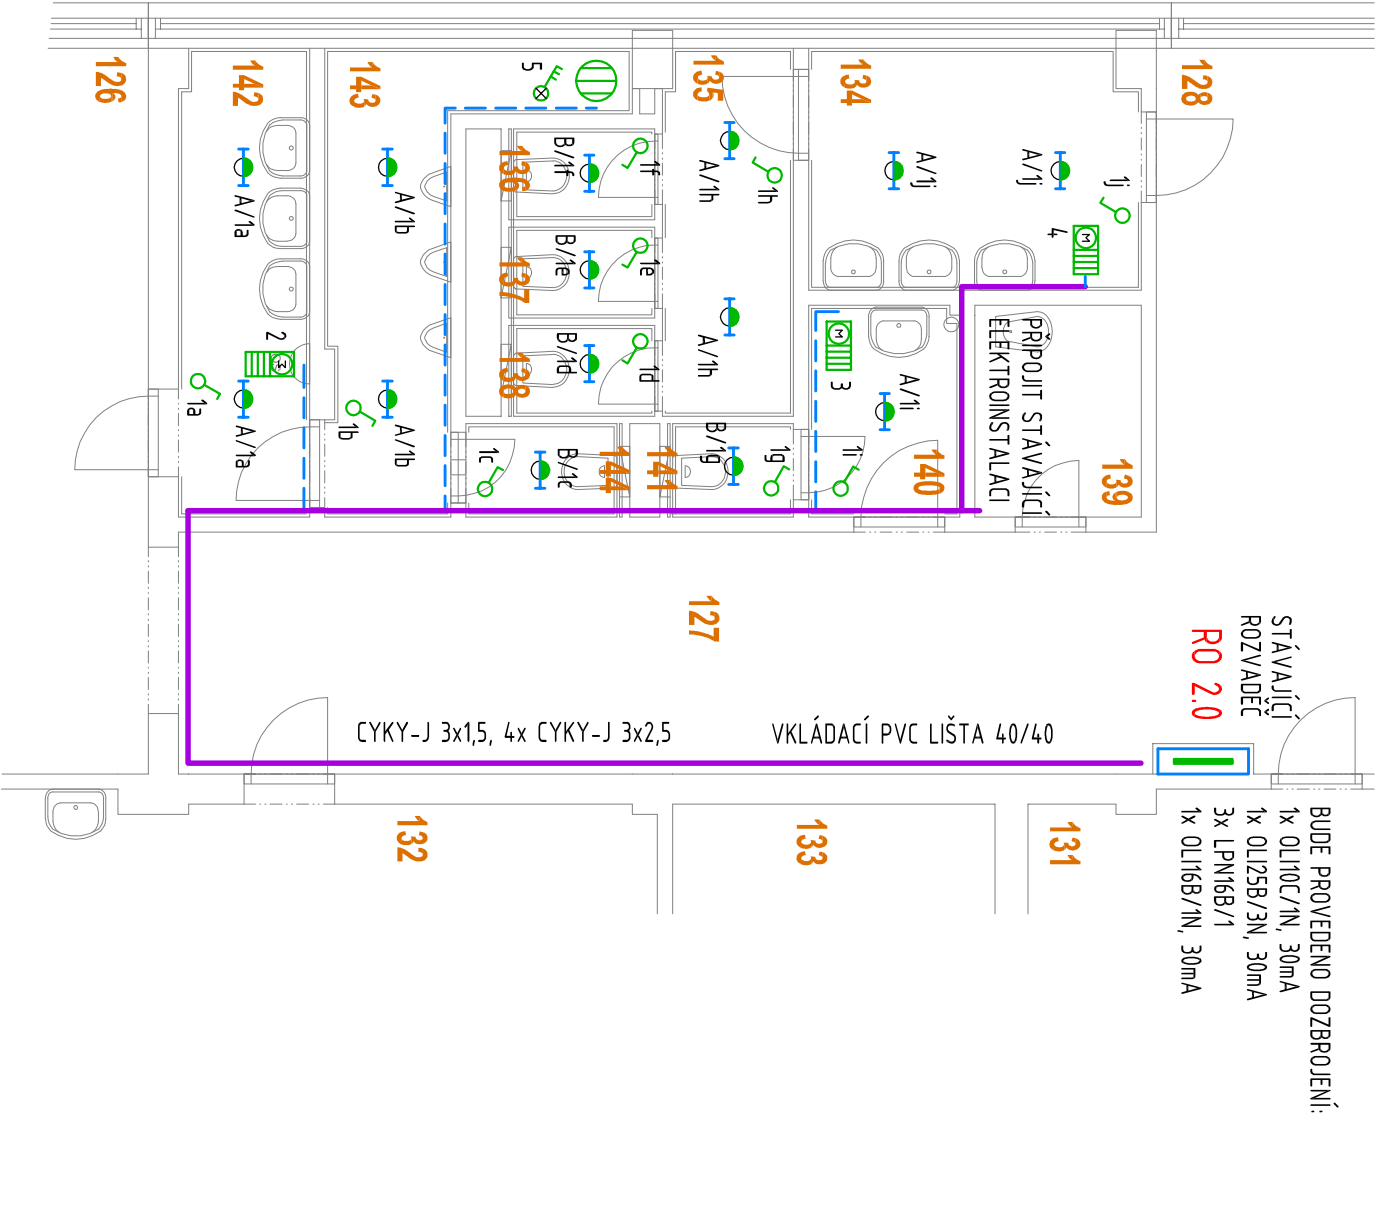 126
142
143
135
134
128
5
136
B/1f
1f
A/1h
1h
A/1j
A/1j
1j
4
A/1a
A/1b
137
B/1e
1e
138
B/1d
1d
A/1h
2
M
M
M
3
A/1i
PŘIPOJIT STÁVAJÍCÍ
ELEKTROINSTALACI
1a
A/1a
1b
A/1b
1c
B/1c
144
141
B/1g
1g
1i
140
139
127
STÁVAJÍCÍ
ROZVADĚČ
RO 2.0
CYKY-J 3x1,5, 4x CYKY-J 3x2,5
VKLÁDACÍ PVC LIŠTA 40/40
132
133
131
BUDE PROVEDENO DOZBROJENÍ:
1x OLI10C/1N, 30mA
1x OLI25B/3N, 30mA
3x LPN16B/1
1x OLI16B/1N, 30mA